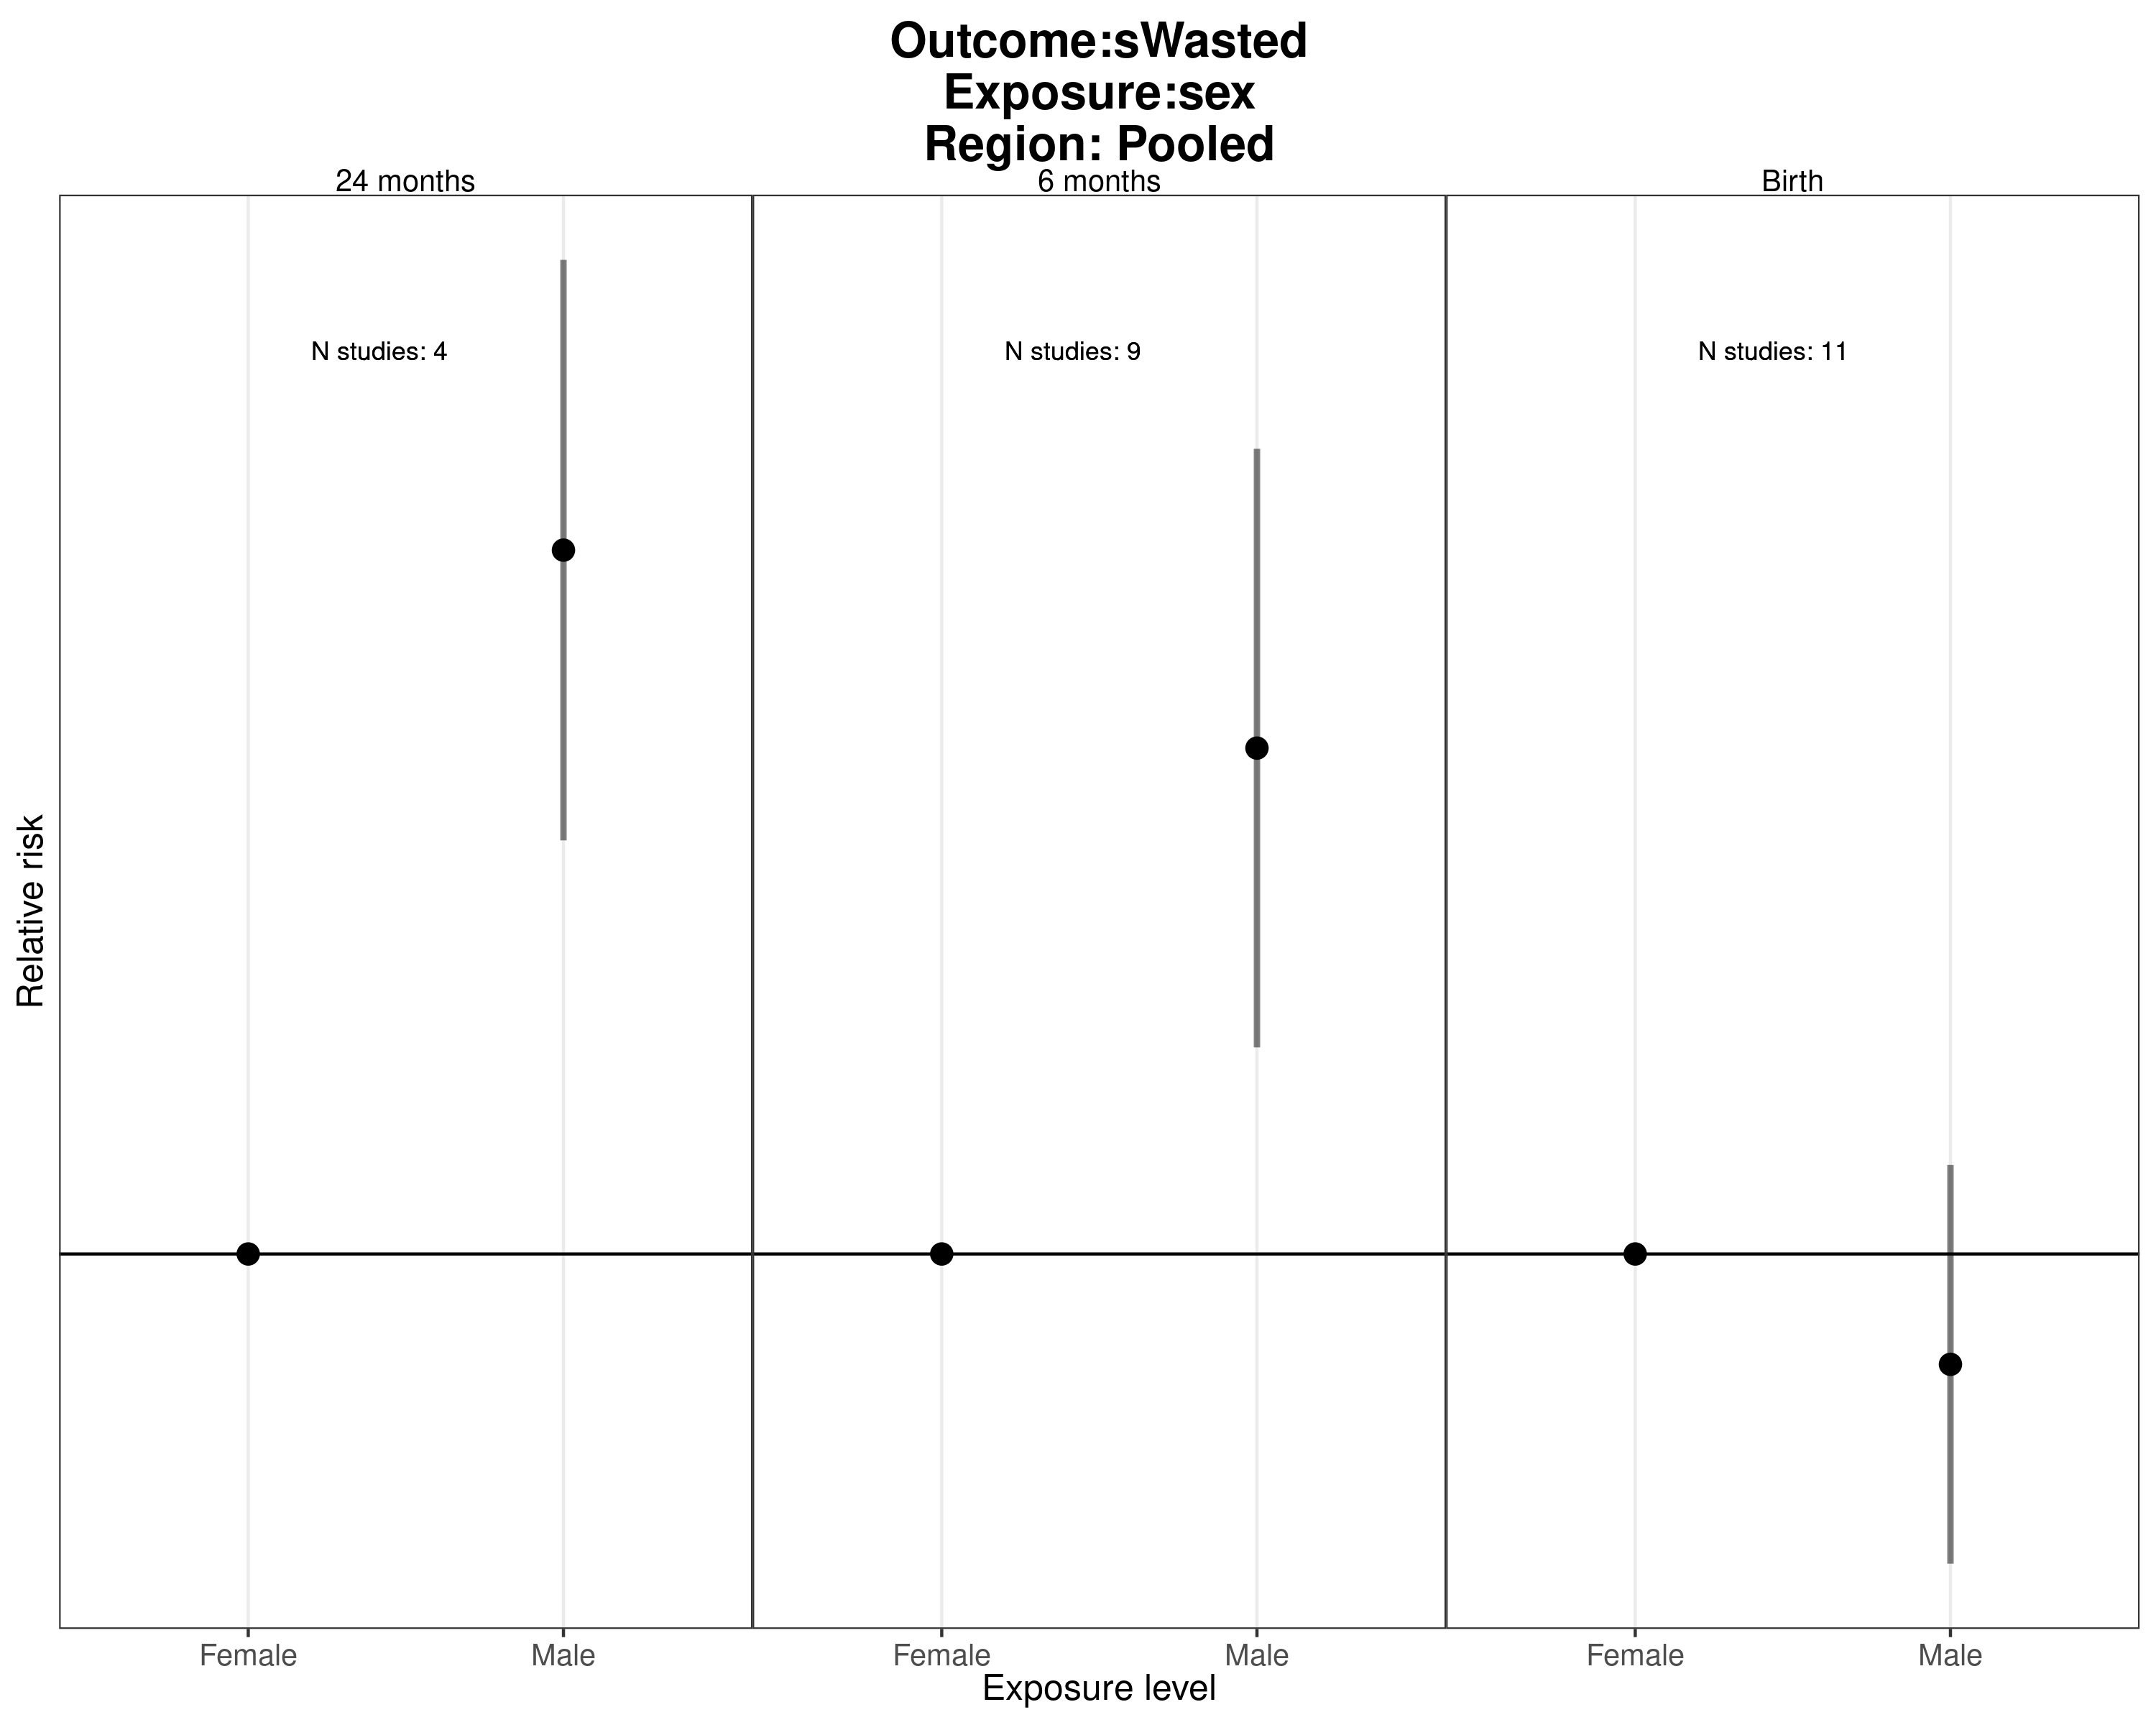 Outcome:sWasted
Exposure:sex
Region: Pooled
24 months
6 months
Birth
N studies: 4
N studies: 9
N studies: 11
Relative risk
Female
Male
Female
Male
Female
Male
Exposure level